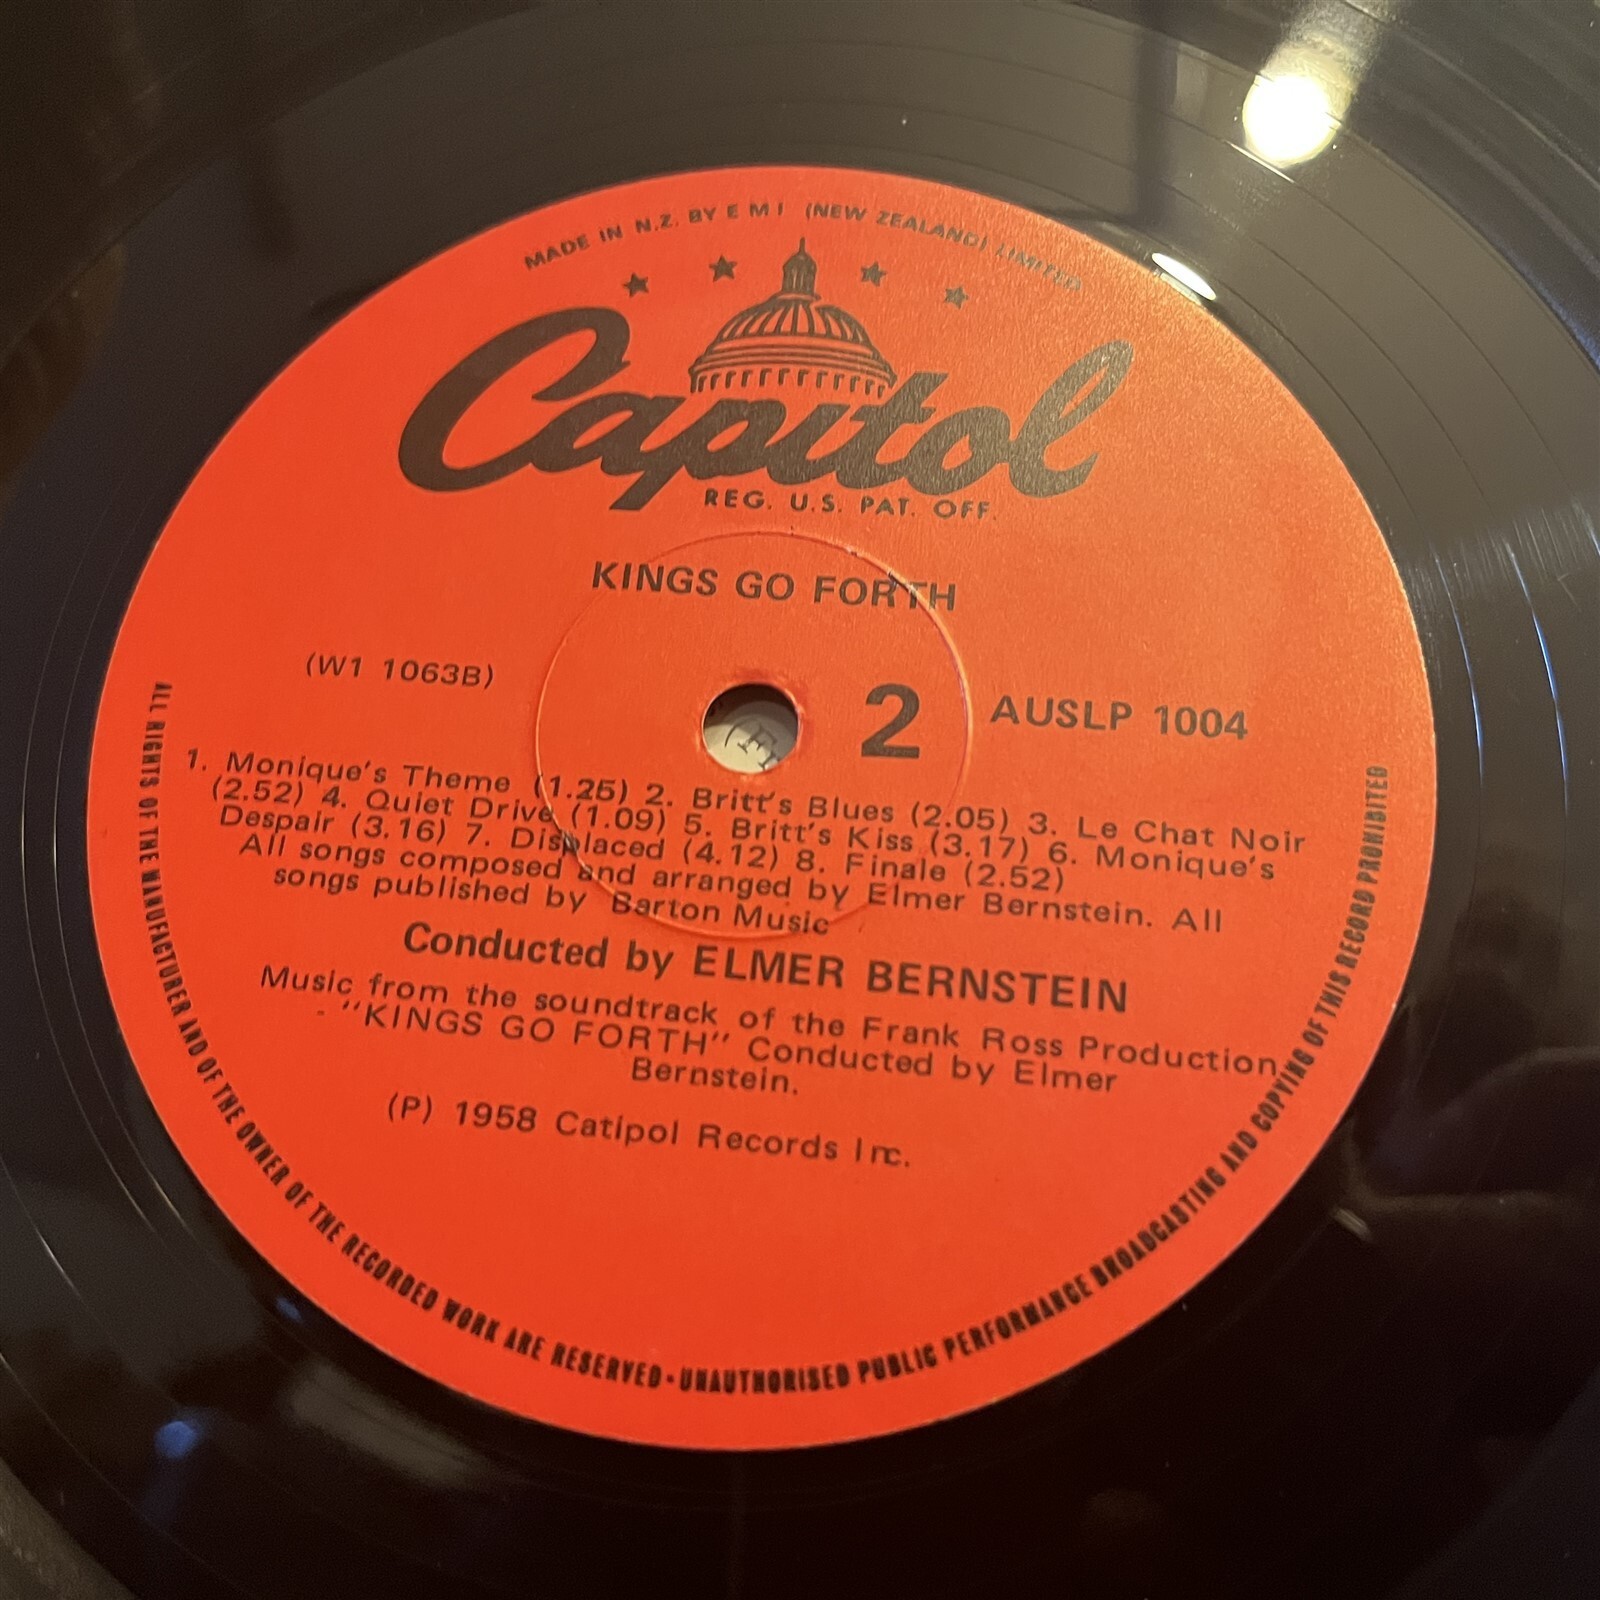 MADE IN N.Z. BY E M I (NEW ZEALAND) LIMITED
Capitol
REG. U.S. PAT. OFF.
KINGS GO FORTH
(W1 1063B)
2
AUSLP 1004
1. Monique's Theme (1.25) 2. Britt's Blues (2.05) 3. Le Chat Noir
(2.52) 4. Quiet Drive (1.09) 5. Britt's Kiss (3.17) 6. Monique's
Despair (3.16) 7. Displaced (4.12) 8. Finale (2.52)
All songs composed and arranged by Elmer Bernstein. All
songs published by Barton Music
Conducted by ELMER BERNSTEIN
Music from the soundtrack of the Frank Ross Production,
"KINGS GO FORTH" Conducted by Elmer
Bernstein.
(P) 1958 Catipol Records Inc.
ALL RIGHTS OF THE MANUFACTURER AND OF THE OWNER OF THE RECORDED WORK ARE RESERVED · UNAUTHORISED PUBLIC PERFORMANCE BROADCASTING AND COPYING OF THIS RECORD PROHIBITED